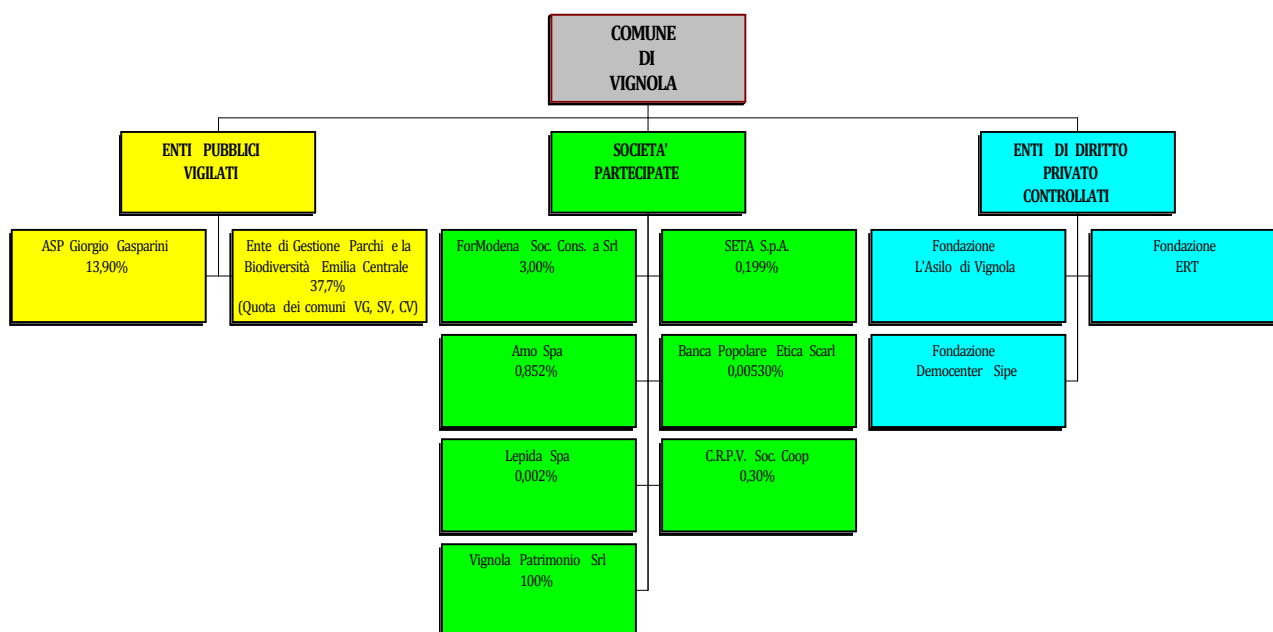 COMUNE
DI
VIGNOLA
ENTI PUBBLICI
VIGILATI
SOCIETA'
PARTECIPATE
ENTI DI DIRITTO
PRIVATO
CONTROLLATI
ASP Giorgio Gasparini
13,90%
Ente di Gestione Parchi e la
Biodiversità Emilia Centrale
37,7%
(Quota dei comuni VG, SV, CV)
ForModena Soc. Cons. a Srl
3,00%
SETA S.p.A.
0,199%
Fondazione
L'Asilo di Vignola
Fondazione
ERT
Amo Spa
0,852%
Banca Popolare Etica Scarl
0,00530%
Fondazione
Democenter Sipe
Lepida Spa
0,002%
C.R.P.V. Soc. Coop
0,30%
Vignola Patrimonio Srl
100%